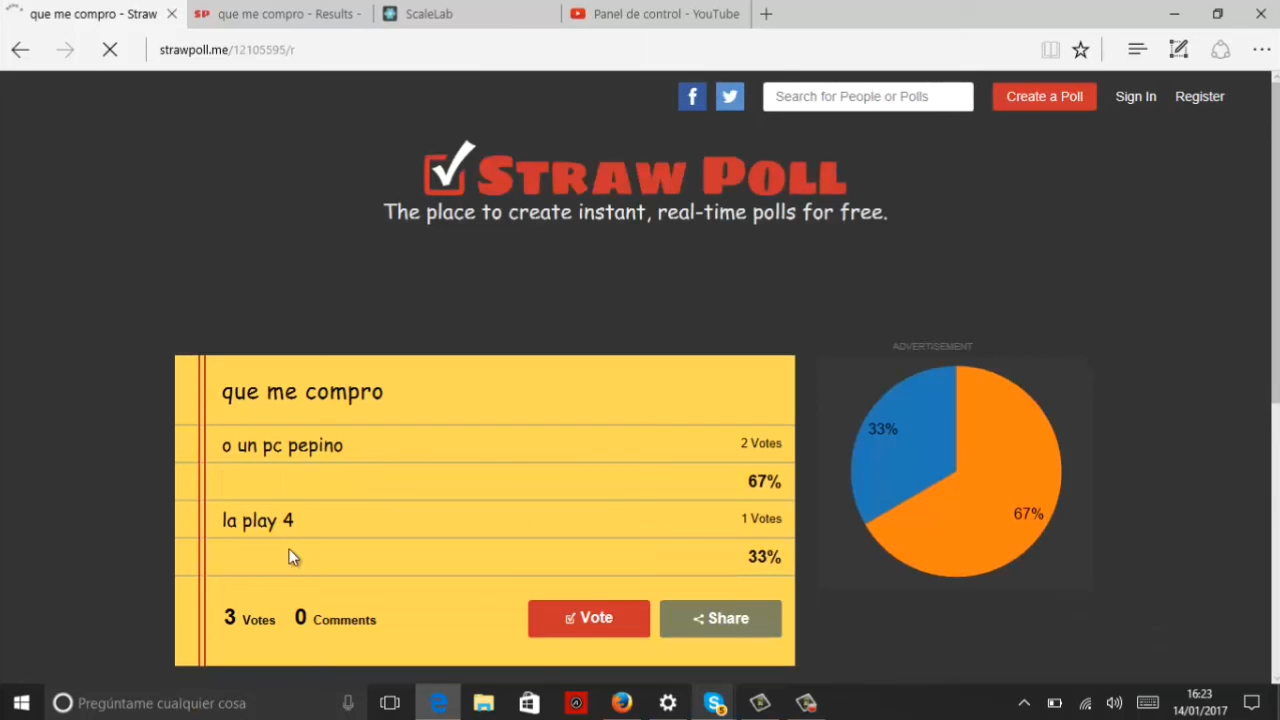 que me compro - Straw
que me compro - Results -
ScaleLab
Panel de control - YouTube
strawpoll.me/12105595/r
Search for People or Polls
Create a Poll
Sign In
Register
STRAW POLL
The place to create instant, real-time polls for free.
ADVERTISEMENT
que me compro
o un pc pepino
2 Votes
67%
la play 4
1 Votes
33%
33%
67%
3 Votes
0 Comments
Vote
Share
Pregúntame cualquier cosa
16:23
14/01/2017